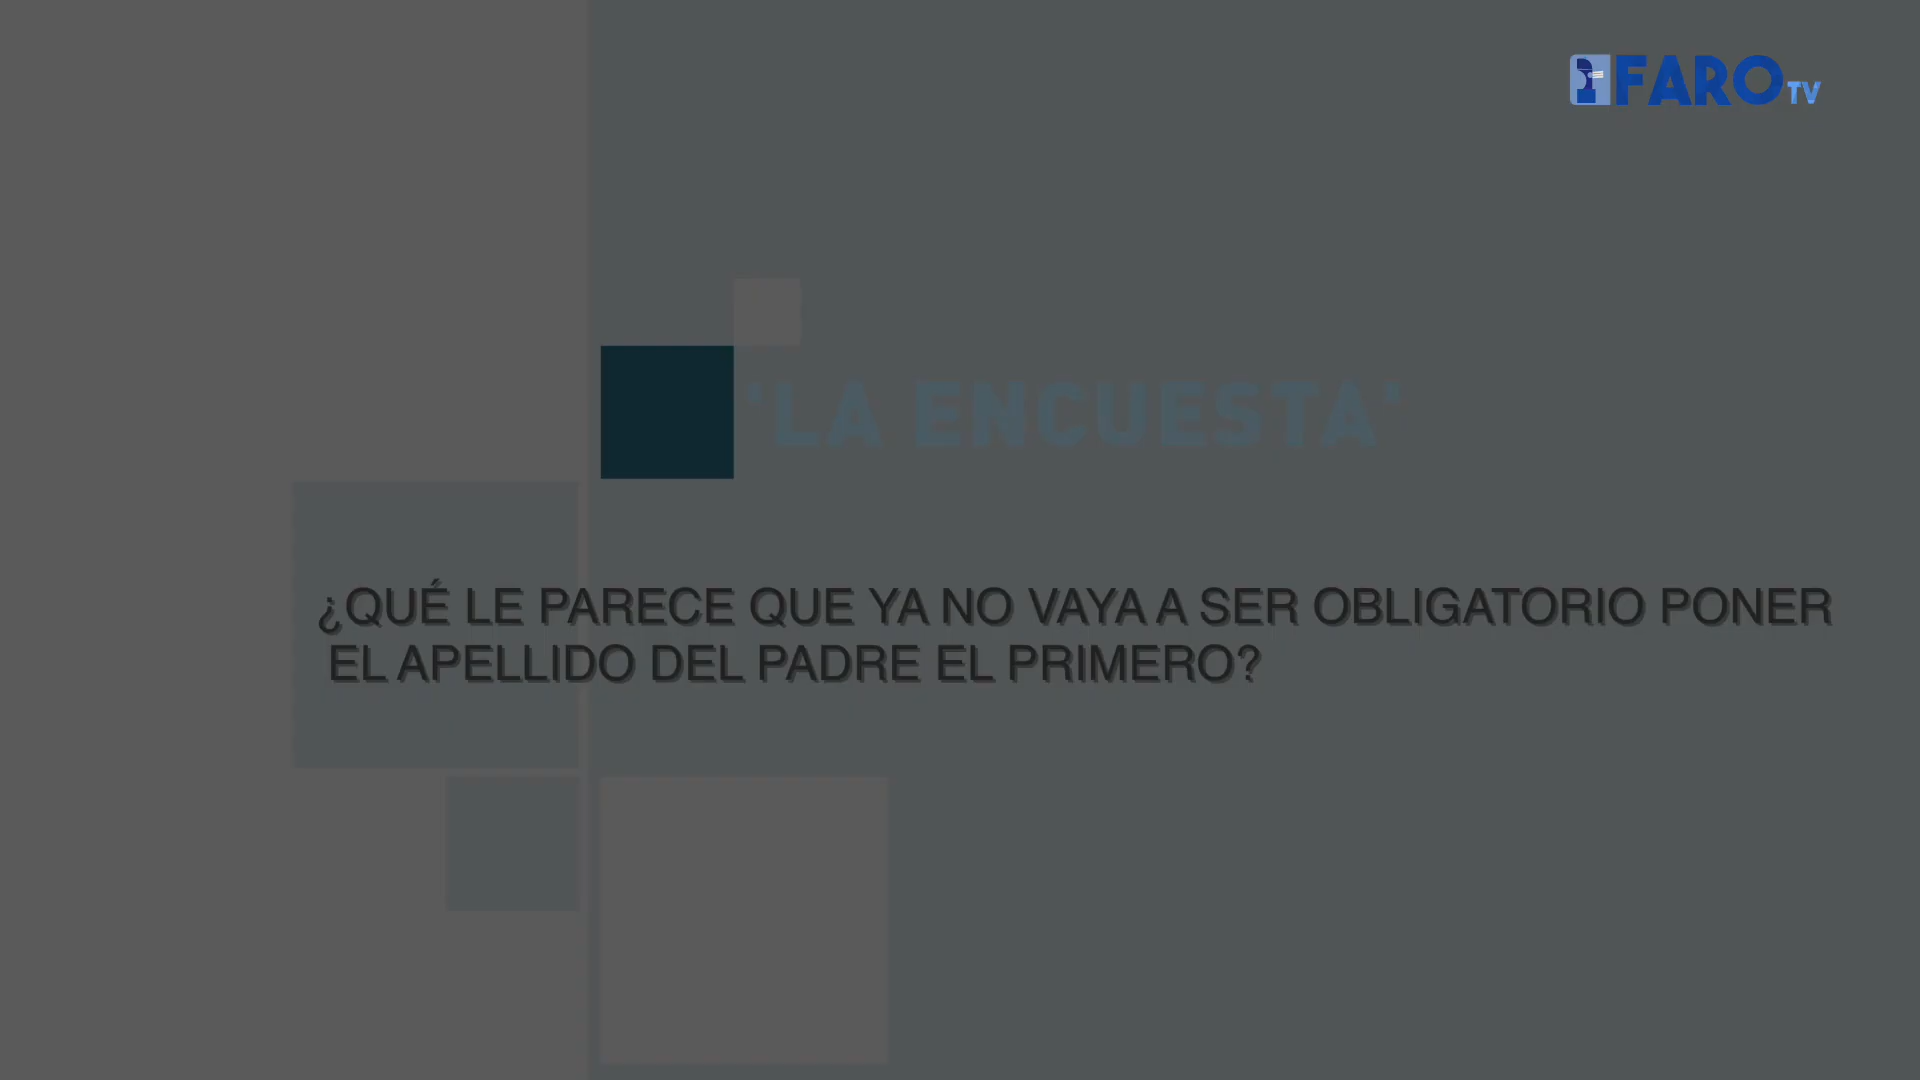 FARO TV
'LA ENCUESTA'
¿QUÉ LE PARECE QUE YA NO VAYA A SER OBLIGATORIO PONER
EL APELLIDO DEL PADRE EL PRIMERO?